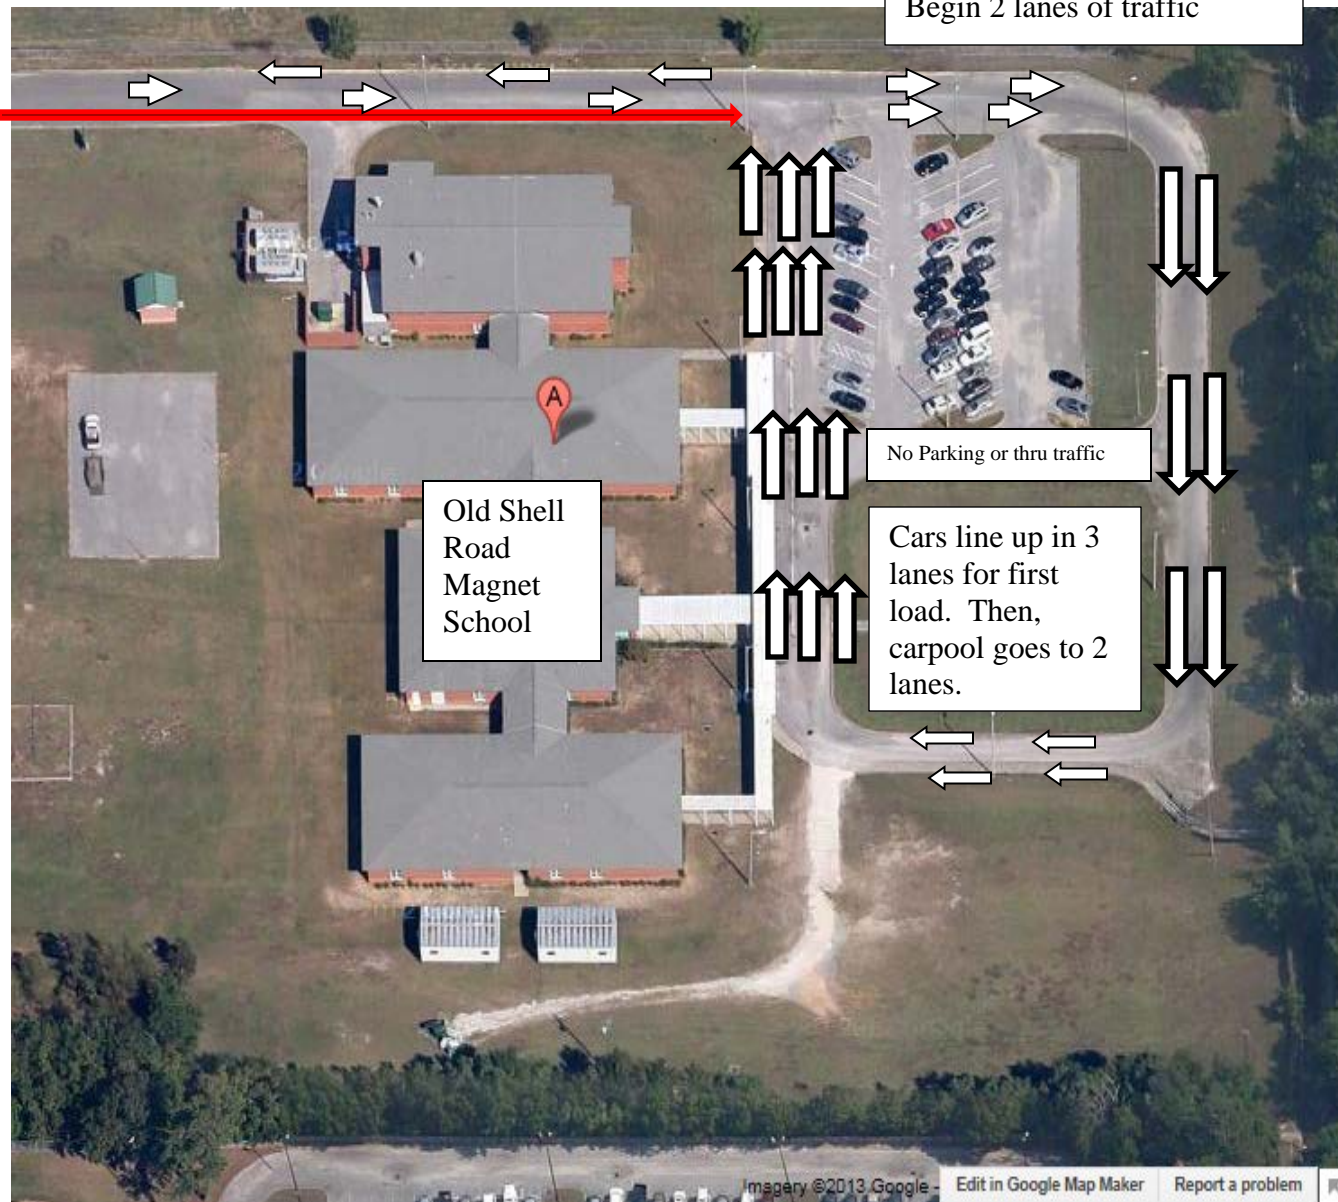 Begin 2 lanes of traffic
A
No Parking or thru traffic
Old Shell
Road
Magnet
School
Cars line up in 3
lanes for first
load. Then,
carpool goes to 2
lanes.
Imagery ©2013 Google -
Edit in Google Map Maker
Report a problem